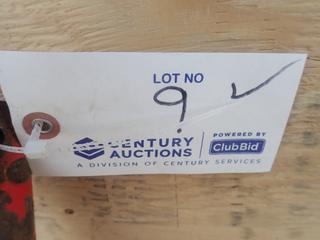 LOT NO
9 ✓
CENTURY AUCTIONS
POWERED BY
ClubBid
A DIVISION OF CENTURY SERVICES